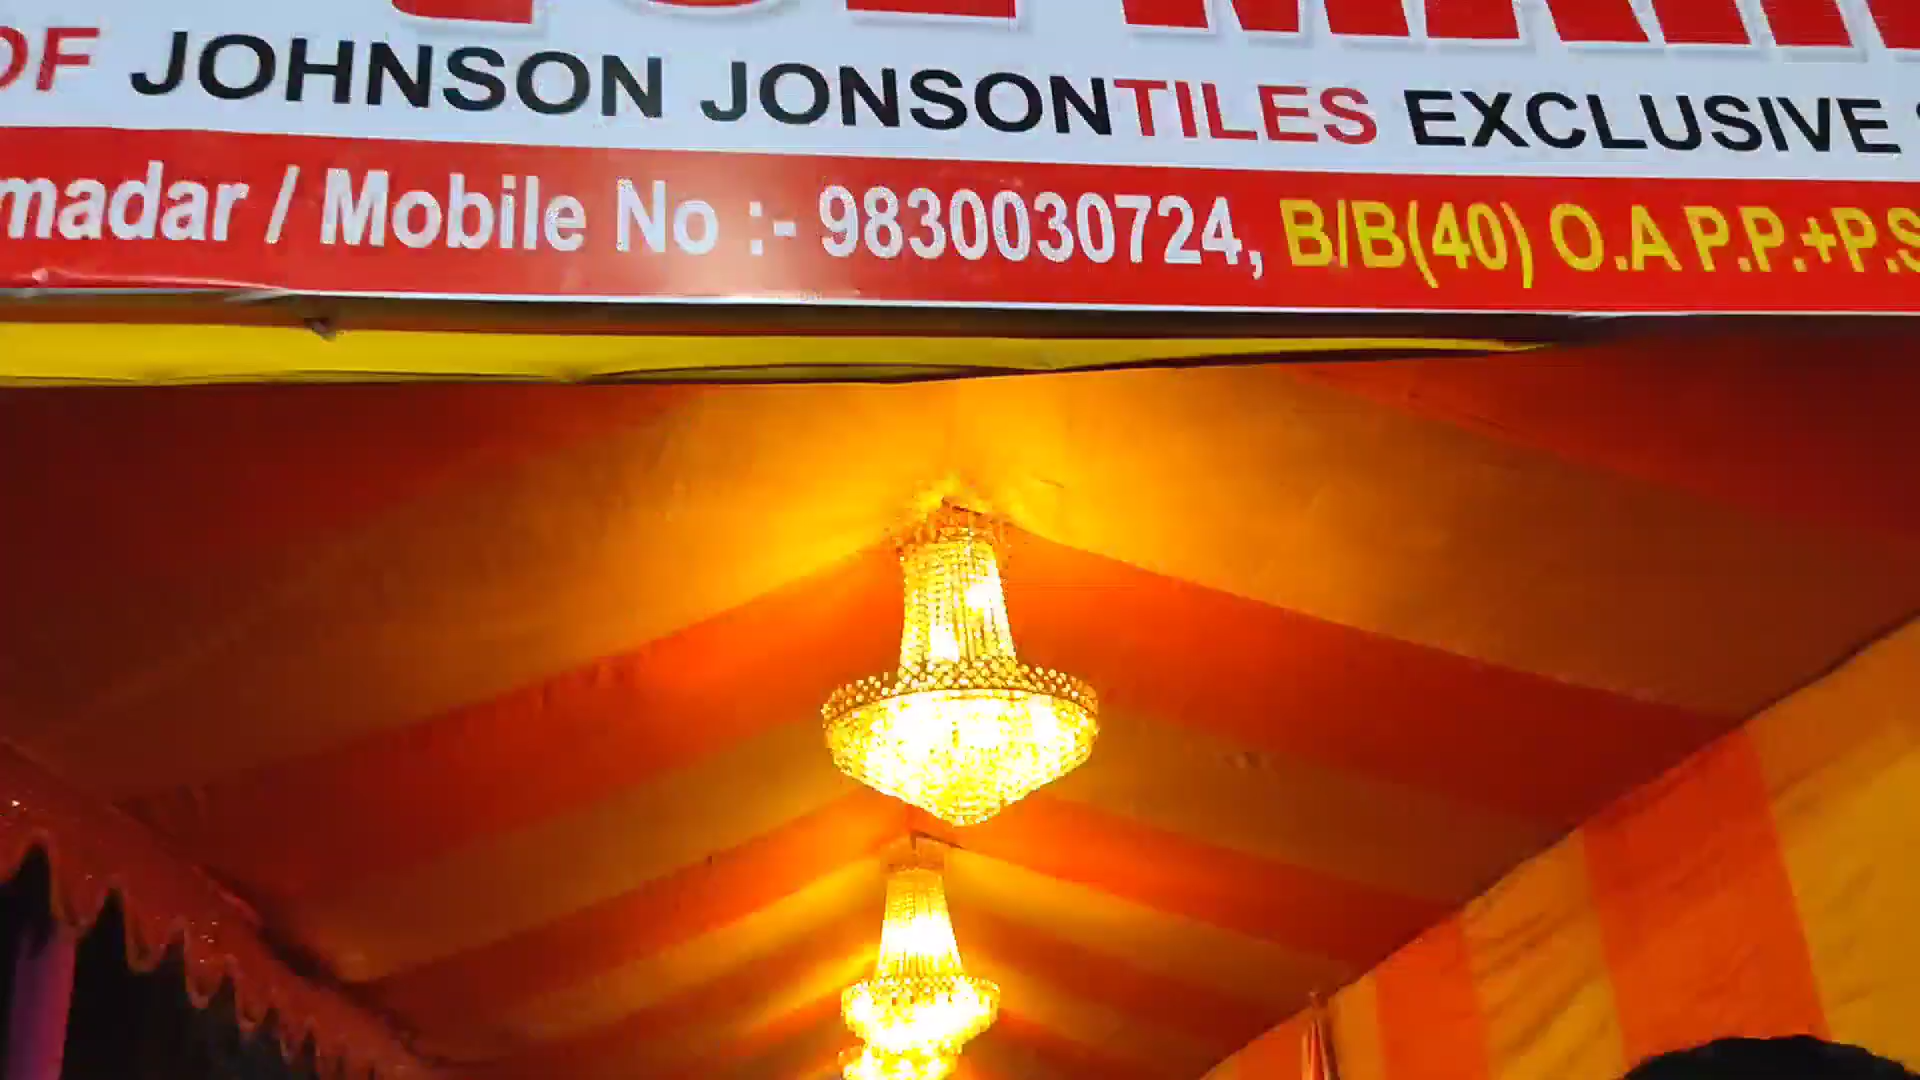 OF JOHNSON JONSONTILES EXCLUSIVE
madar / Mobile No :- 9830030724, B/B(40) O.A P.P.+P.S